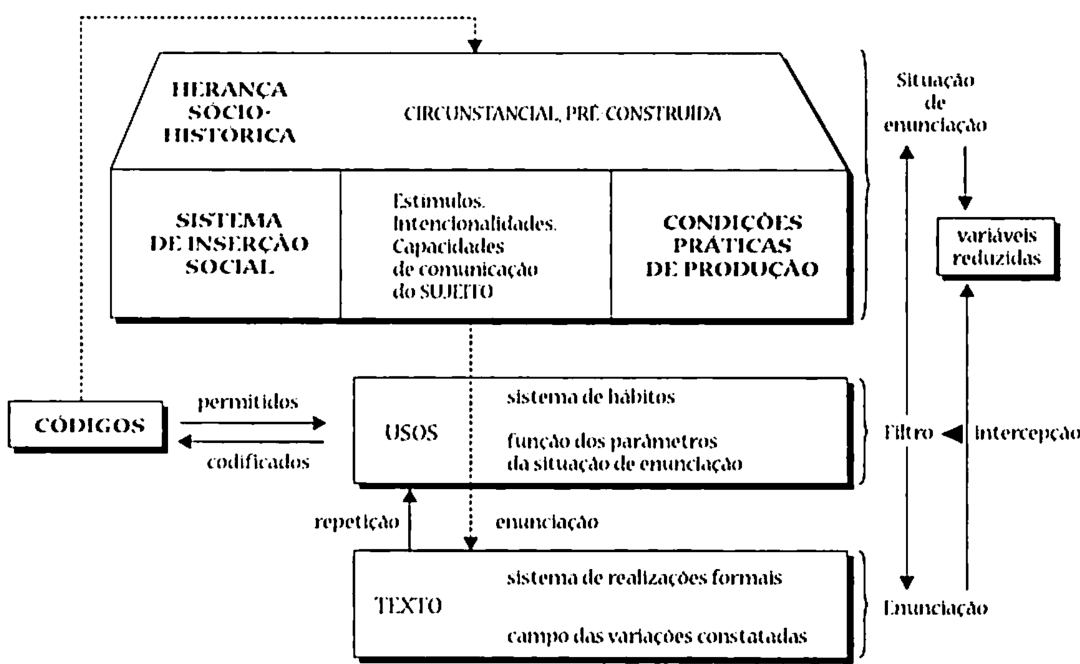 HERANÇA
SÓCIO-
HISTÓRICA
CIRCUNSTANCIAL, PRÉ-CONSTRUÍDA
Situação
de
enunciação
SISTEMA
DE INSERÇÃO
SOCIAL
Estímulos.
Intencionalidades.
Capacidades
de comunicação
do SUJEITO
CONDIÇÕES
PRÁTICAS
DE PRODUÇÃO
variáveis
reduzidas
CÓDIGOS
permitidos
codificados
USOS
sistema de hábitos
função dos parâmetros
da situação de enunciação
Filtro
intercepção
repetição
enunciação
TEXTO
sistema de realizações formais
campo das variações constatadas
Enunciação